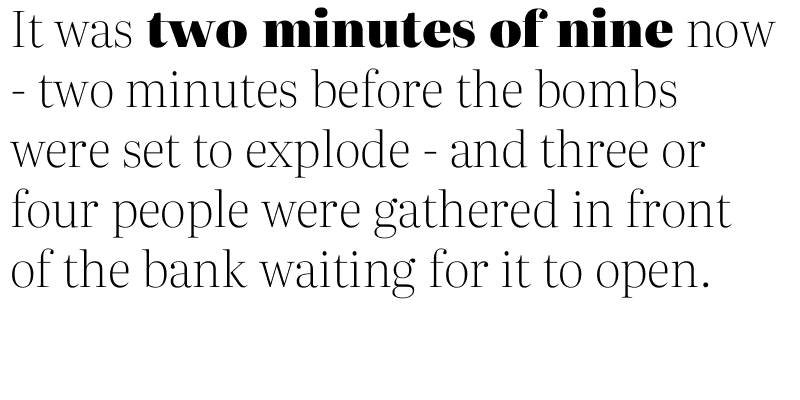 It was two minutes of nine now
- two minutes before the bombs
were set to explode - and three or
four people were gathered in front
of the bank waiting for it to open.